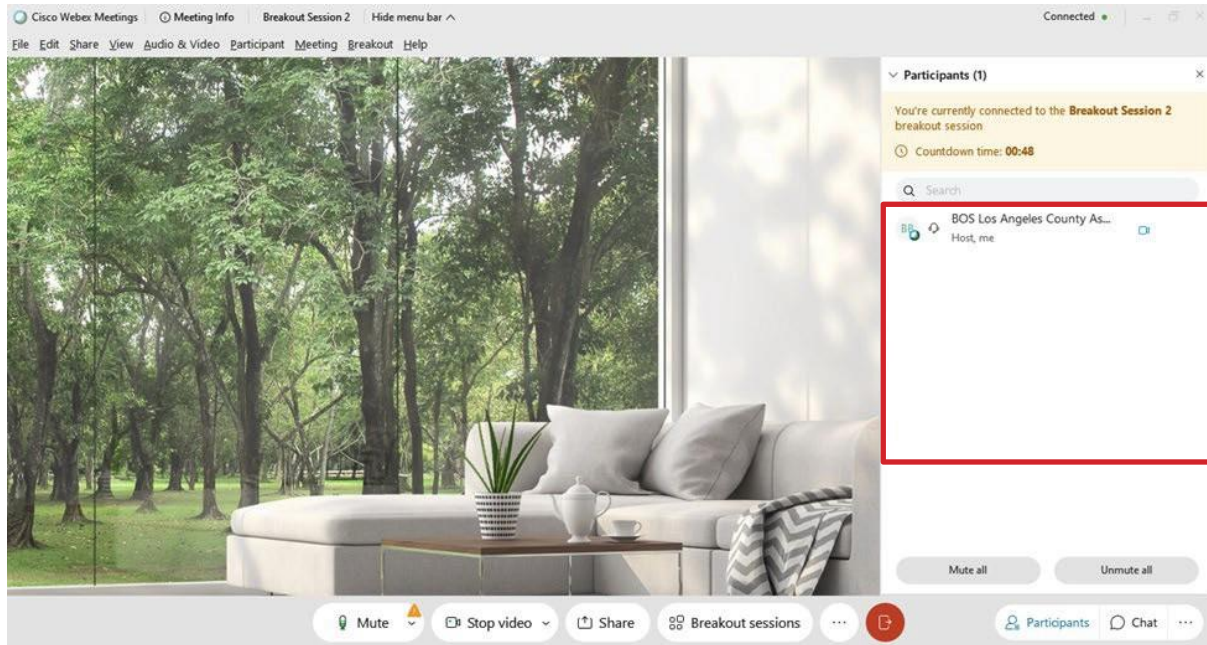 Cisco Webex Meetings Meeting Info Breakout Session 2 Hide menu bar Connected
File Edit Share View Audio & Video Participant Meeting Breakout Help
Participants (1)
You're currently connected to the Breakout Session 2
breakout session
Countdown time: 00:48
Search
BB BOS Los Angeles County As...
Host, me
Mute all Unmute all
Mute Stop video Share Breakout sessions ... Participants Chat ...